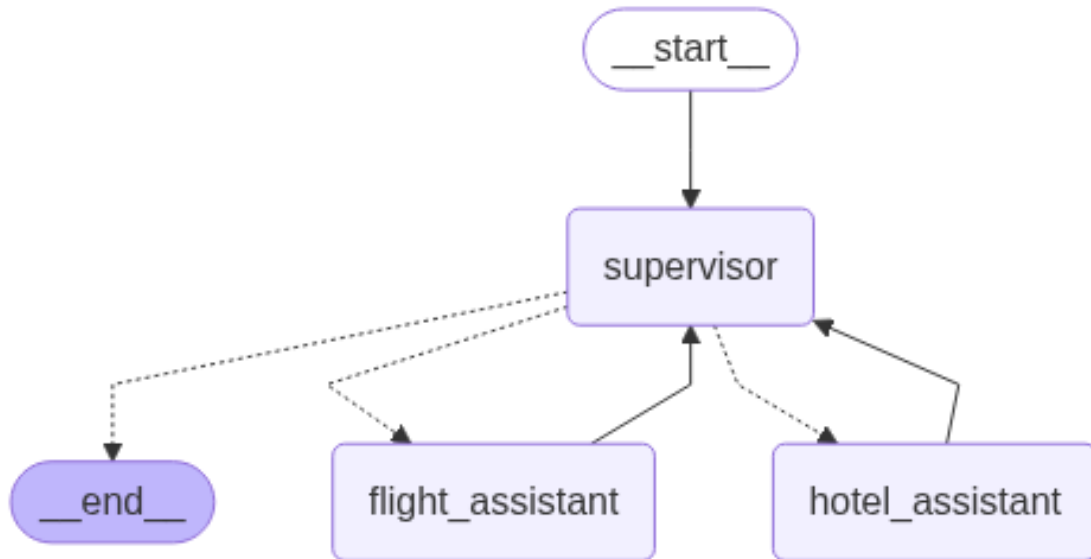 __start__
supervisor
__end__
flight_assistant
hotel_assistant